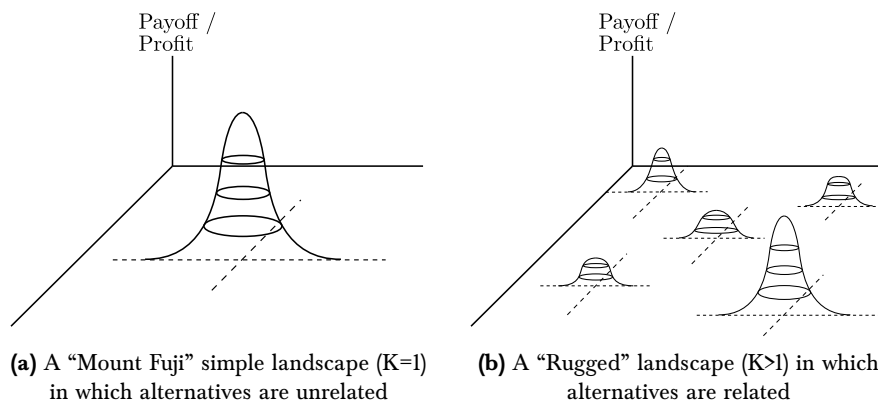 Payoff /
Profit
Payoff /
Profit
(a) A “Mount Fuji” simple landscape (K=1)
in which alternatives are unrelated
(b) A “Rugged” landscape (K>1) in which
alternatives are related